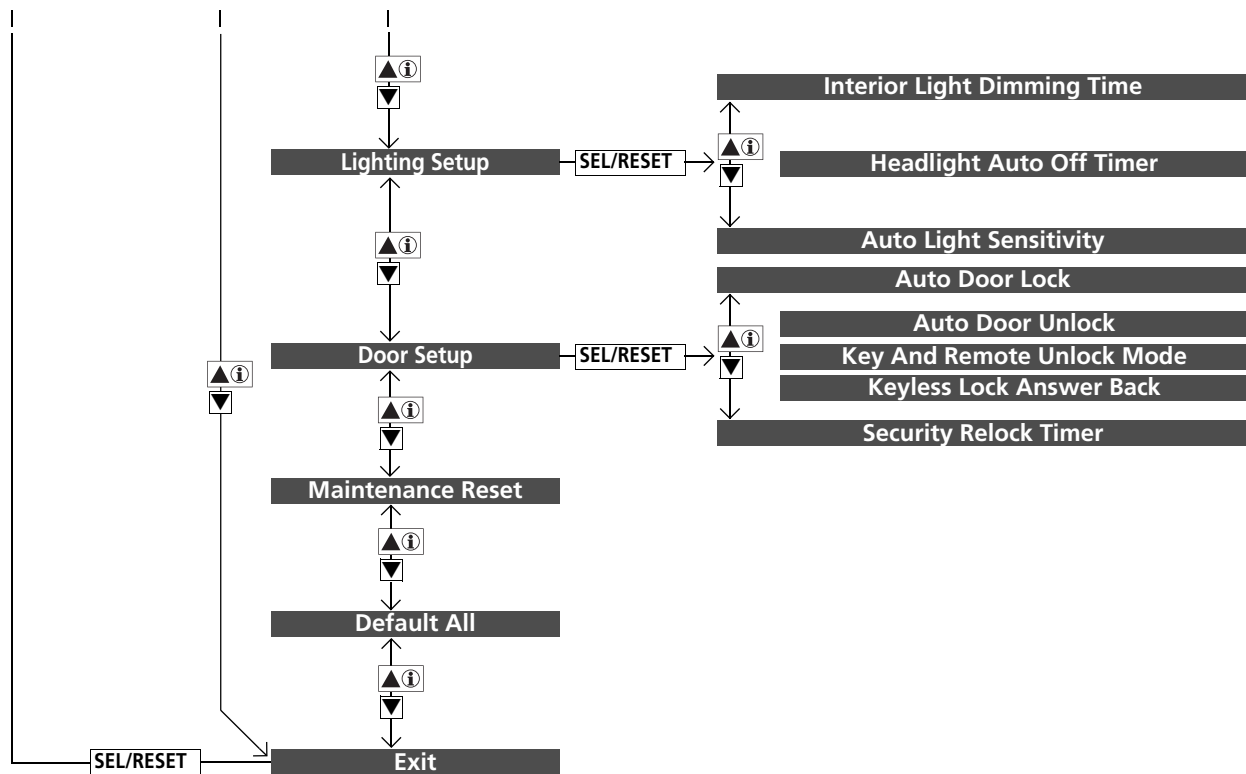 ▲ⓘ
▼
Interior Light Dimming Time
Lighting Setup
SEL/RESET
▲ⓘ
▼
Headlight Auto Off Timer
Auto Light Sensitivity
▲ⓘ
▼
Auto Door Lock
Auto Door Unlock
Door Setup
SEL/RESET
▲ⓘ
▼
Key And Remote Unlock Mode
Keyless Lock Answer Back
Security Relock Timer
▲ⓘ
▼
▲ⓘ
▼
Maintenance Reset
▲ⓘ
▼
Default All
▲ⓘ
▼
SEL/RESET
Exit